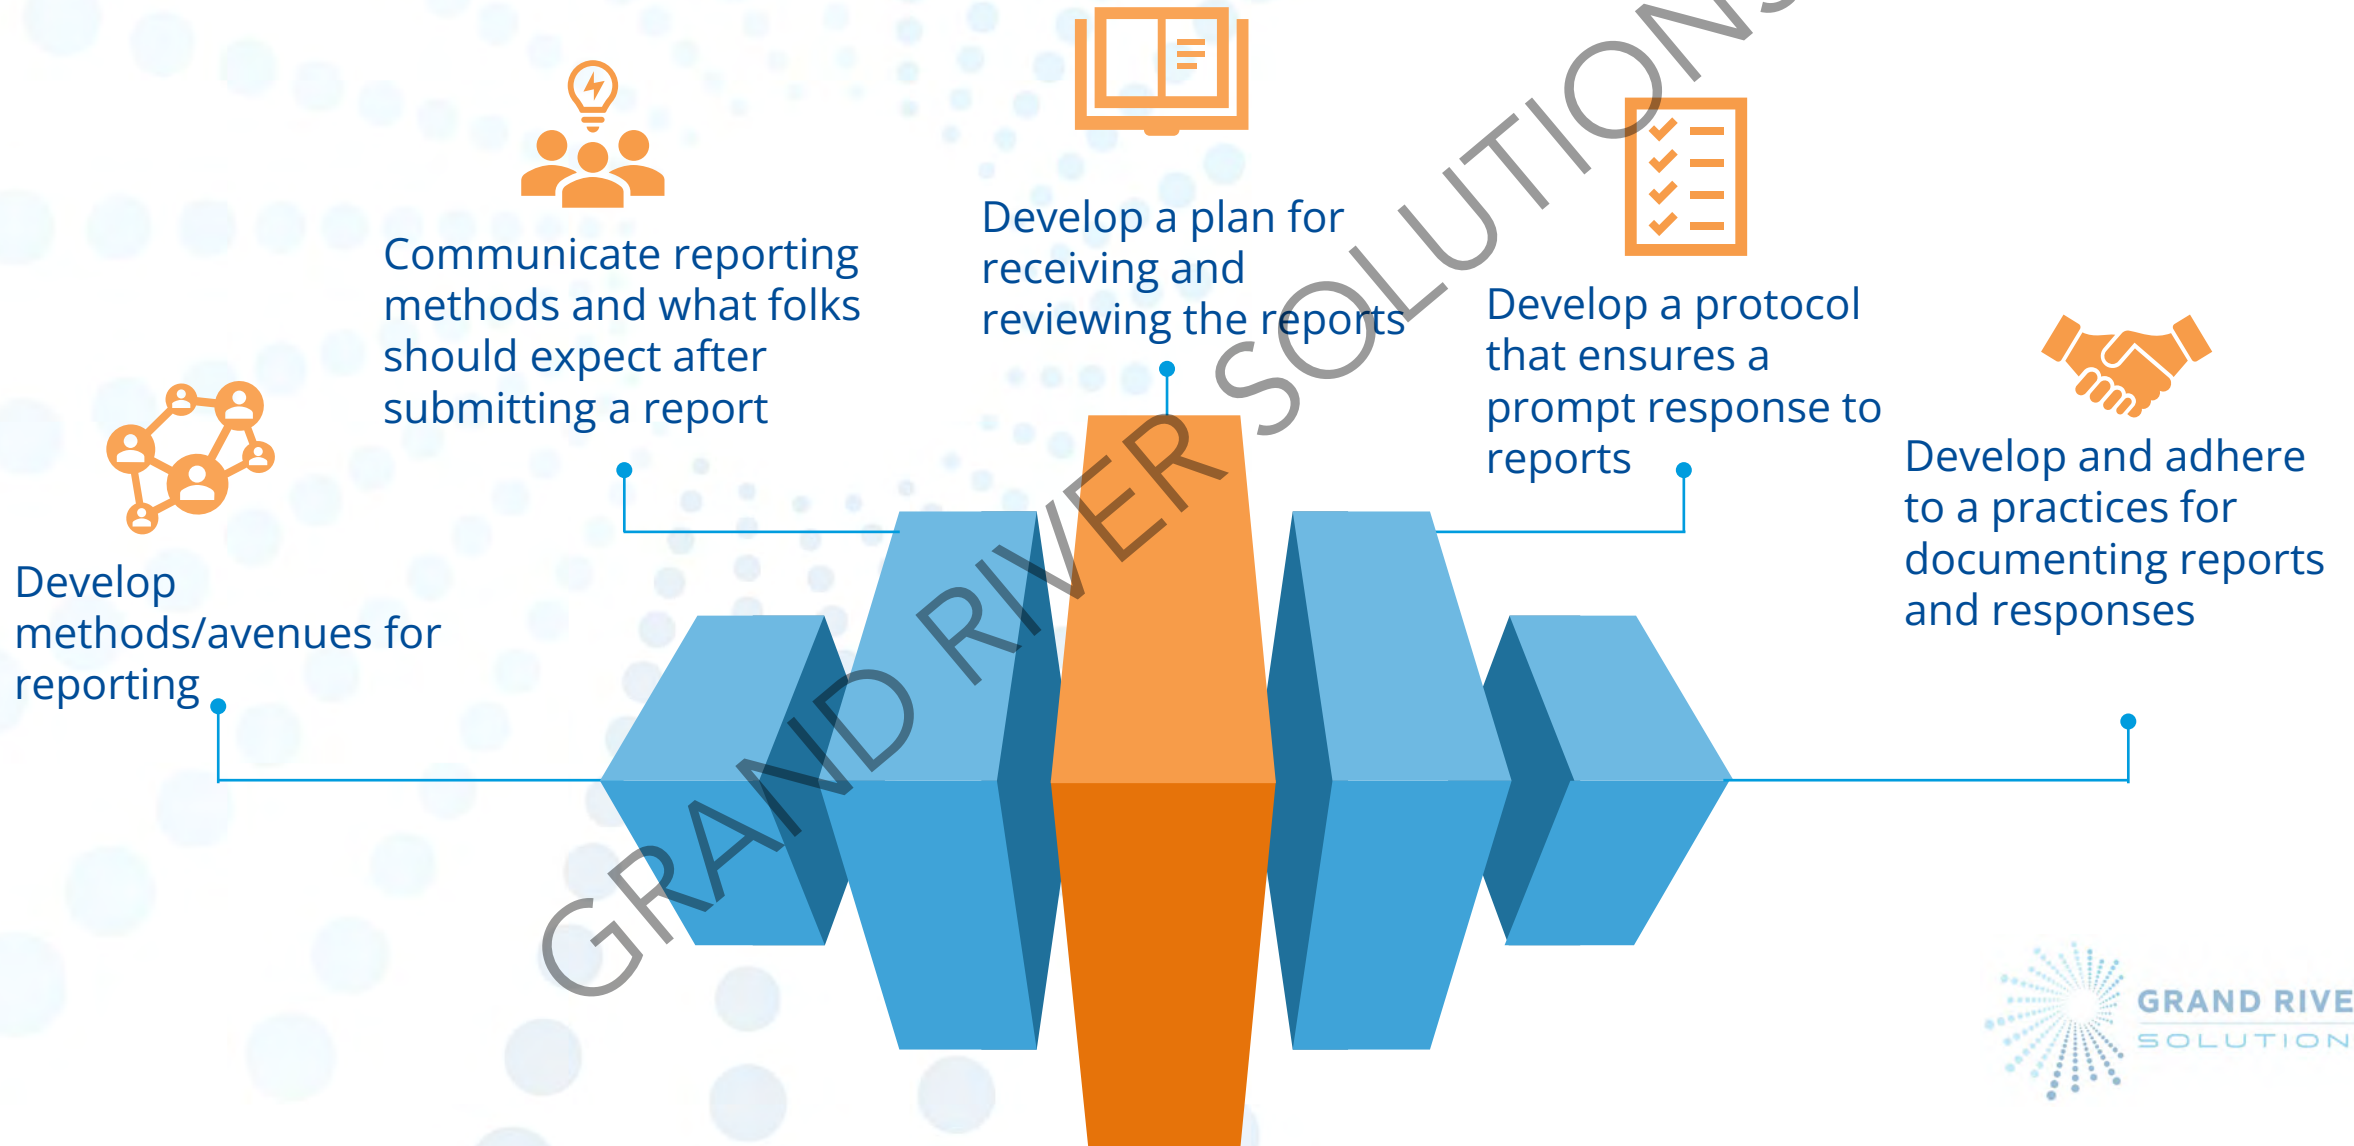 Develop
methods/avenues for
reporting
Communicate reporting
methods and what folks
should expect after
submitting a report
Develop a plan for
receiving and
reviewing the reports
Develop a protocol
that ensures a
prompt response to
reports
Develop and adhere
to a practices for
documenting reports
and responses
GRAND RIVER SOLUTIONS
GRAND RIVE
SOLUTION